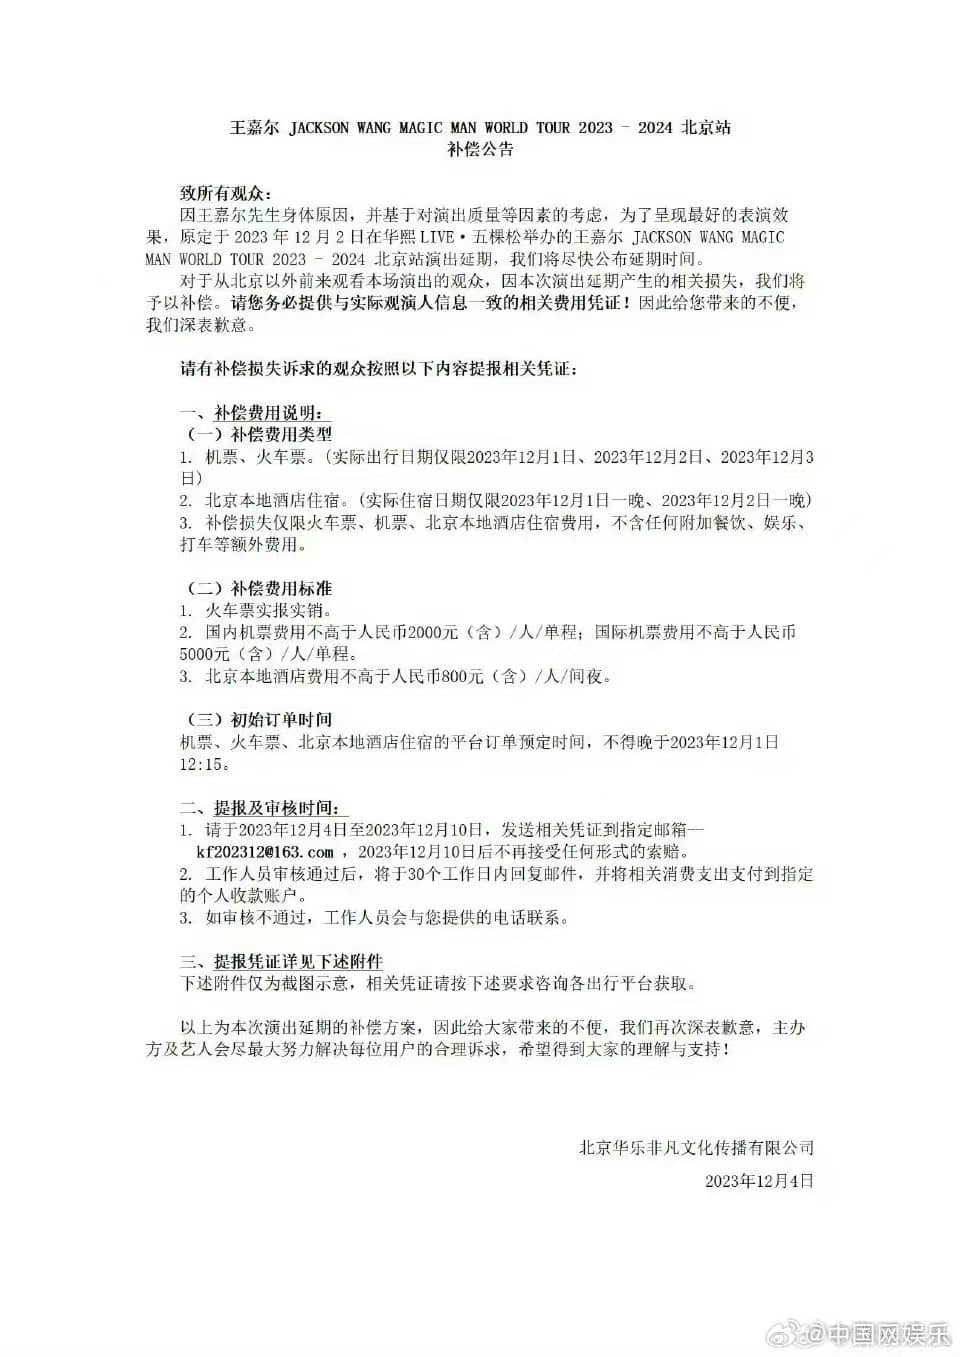 王嘉尔 JACKSON WANG MAGIC MAN WORLD TOUR 2023 - 2024 北京站
补偿公告
致所有观众：
因王嘉尔先生身体原因，并基于对演出质量等因素的考虑，为了呈现最好的表演效
果，原定于 2023 年 12 月 2 日在华熙 LIVE·五棵松举办的王嘉尔 JACKSON WANG MAGIC
MAN WORLD TOUR 2023 - 2024 北京站演出延期，我们将尽快公布延期时间。
对于从北京以外前来观看本场演出的观众，因本次演出延期产生的相关损失，我们将
予以补偿。请您务必提供与实际观演人信息一致的相关费用凭证！因此给您带来的不便，
我们深表歉意。
请有补偿损失诉求的观众按照以下内容提报相关凭证：
一、补偿费用说明：
（一）补偿费用类型
1. 机票、火车票。(实际出行日期仅限2023年12月1日、2023年12月2日、2023年12月3
日)
2. 北京本地酒店住宿。(实际住宿日期仅限2023年12月1日一晚、2023年12月2日一晚)
3. 补偿损失仅限火车票、机票、北京本地酒店住宿费用，不含任何附加餐饮、娱乐、
打车等额外费用。
（二）补偿费用标准
1. 火车票实报实销。
2. 国内机票费用不高于人民币2000元（含）/人/单程；国际机票费用不高于人民币
5000元（含）/人/单程。
3. 北京本地酒店费用不高于人民币800元（含）/人/间夜。
（三）初始订单时间
机票、火车票、北京本地酒店住宿的平台订单预定时间，不得晚于2023年12月1日
12:15。
二、提报及审核时间：
1. 请于2023年12月4日至2023年12月10日，发送相关凭证到指定邮箱——
kf202312@163.com ，2023年12月10日后不再接受任何形式的索赔。
2. 工作人员审核通过后，将于30个工作日内回复邮件，并将相关消费支出支付到指定
的个人收款账户。
3. 如审核不通过，工作人员会与您提供的电话联系。
三、提报凭证详见下述附件
下述附件仅为截图示意，相关凭证请按下述要求咨询各出行平台获取。
以上为本次演出延期的补偿方案，因此给大家带来的不便，我们再次深表歉意，主办
方及艺人会尽最大努力解决每位用户的合理诉求，希望得到大家的理解与支持！
北京华乐非凡文化传播有限公司
2023年12月4日
@中国网娱乐